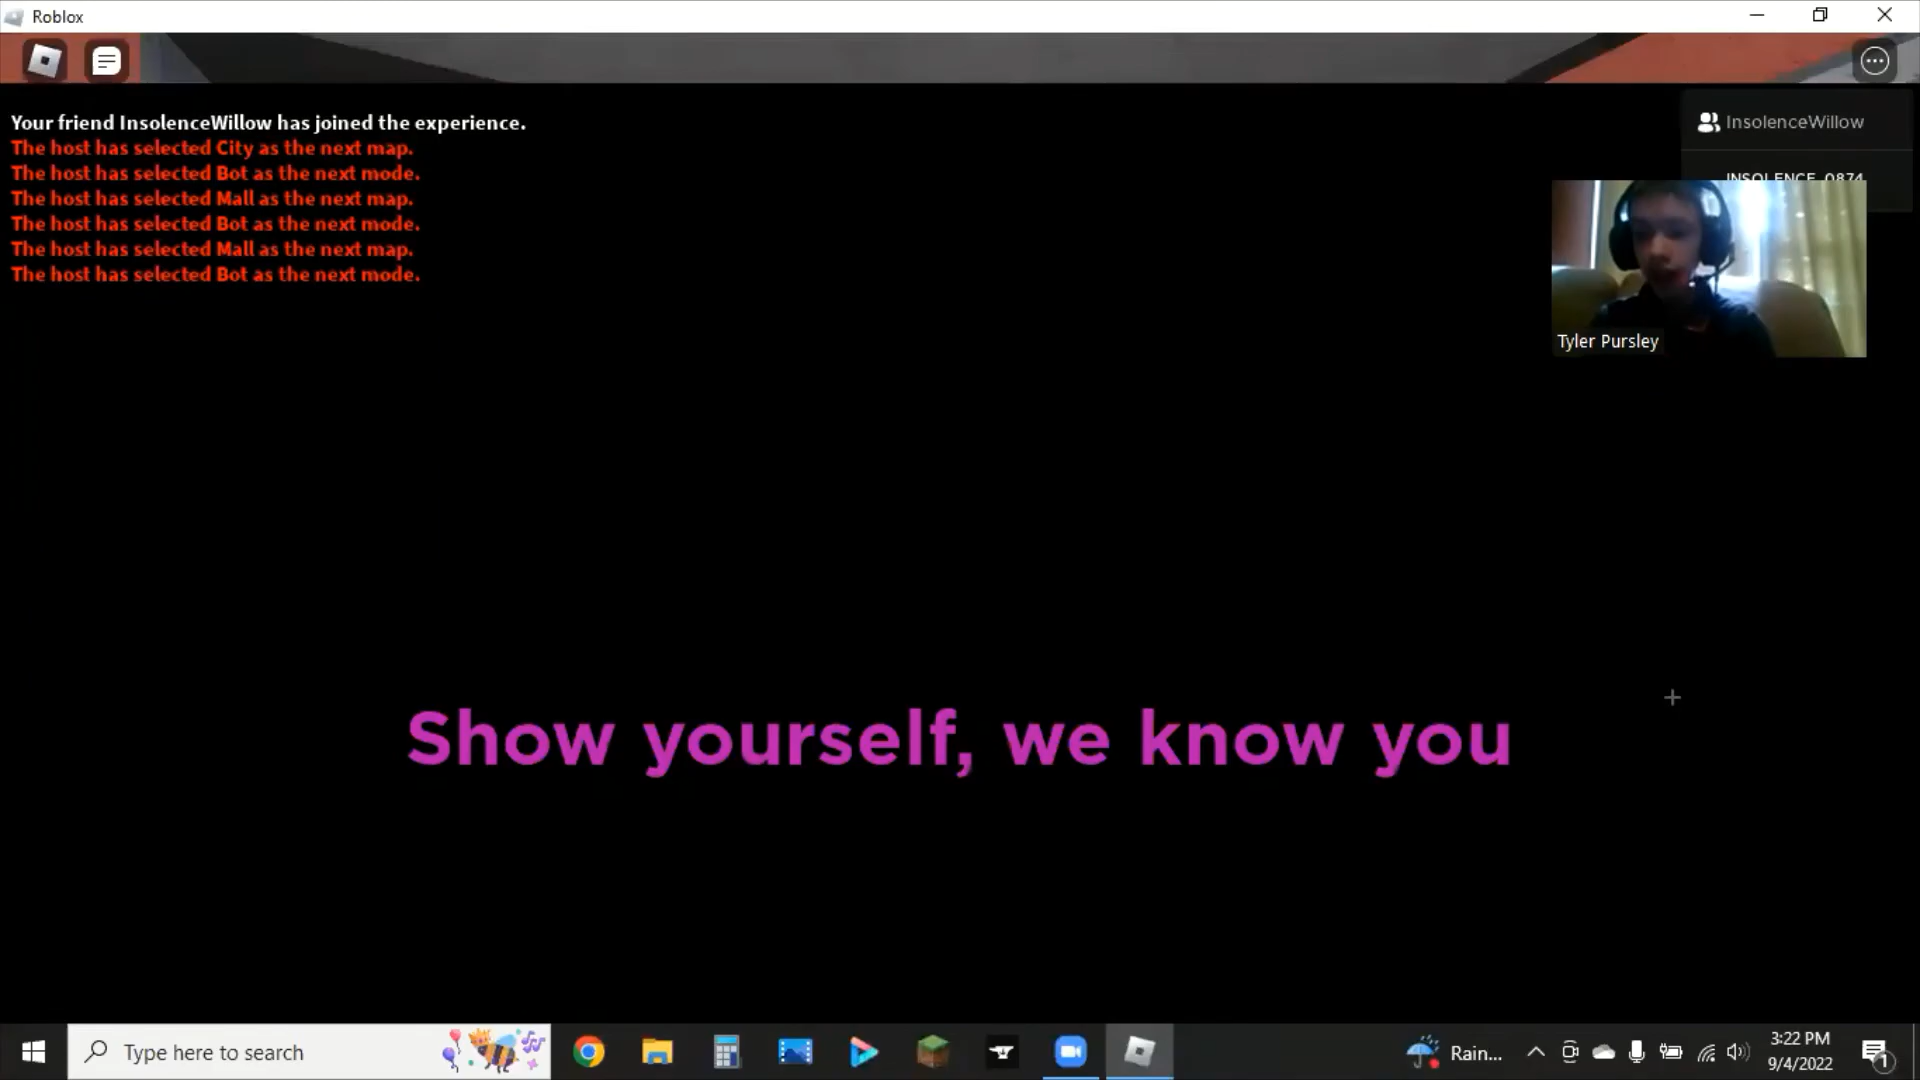 Roblox
Your friend InsolenceWillow has joined the experience.
The host has selected City as the next map.
The host has selected Bot as the next mode.
The host has selected Mall as the next map.
The host has selected Bot as the next mode.
The host has selected Mall as the next map.
The host has selected Bot as the next mode.
InsolenceWillow
INSOLENCE_0874
Tyler Pursley
Show yourself, we know you
Type here to search
Rain...
3:22 PM
9/4/2022
1